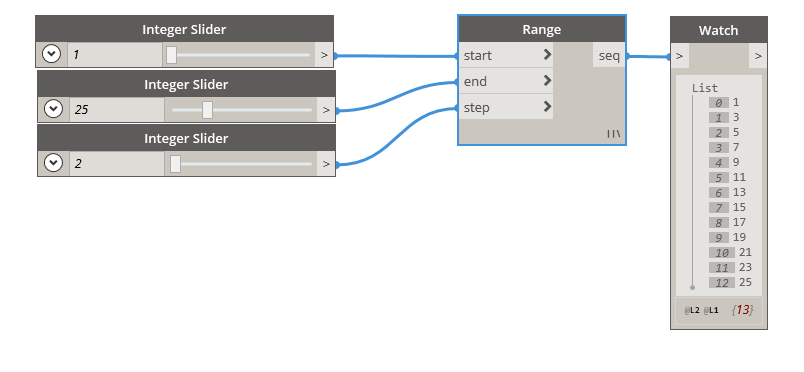 Integer Slider
1 >
Integer Slider
25 >
Integer Slider
2 >
Range
start > seq
end >
step >
Watch
> >
List
0 1
1 3
2 5
3 7
4 9
5 11
6 13
7 15
8 17
9 19
10 21
11 23
12 25
@L2 @L1 {13}